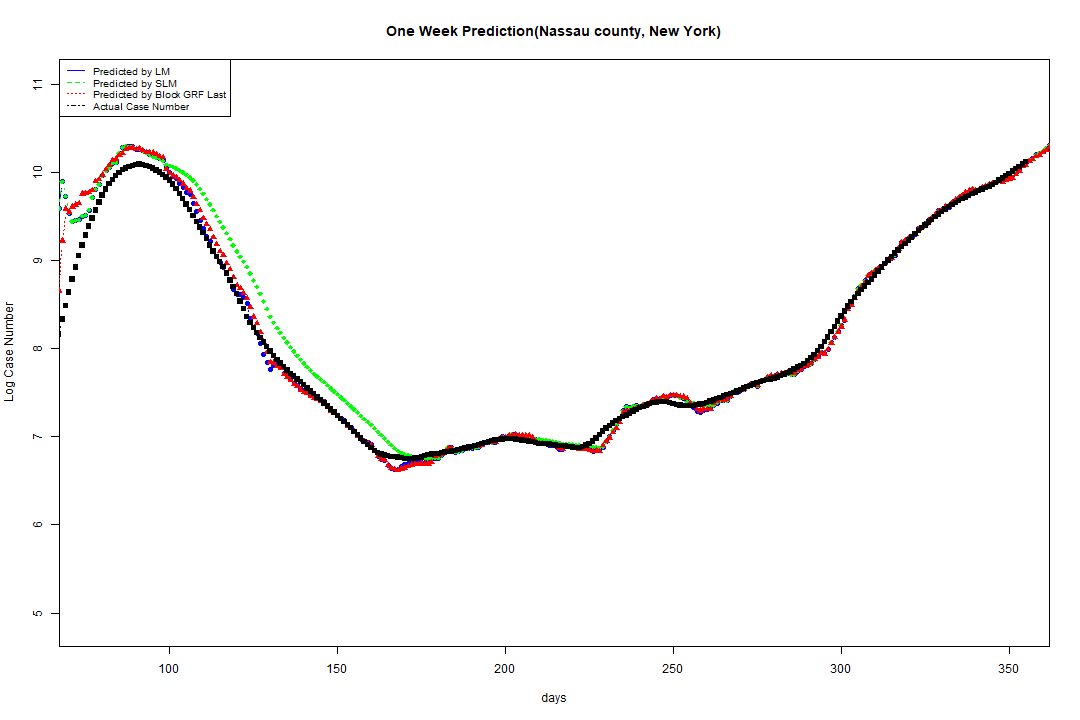 One Week Prediction(Nassau county, New York)
Predicted by LM
Predicted by SLM
Predicted by Block GRF Last
Actual Case Number
11
10
9
8
7
6
5
Log Case Number
100 150 200 250 300 350
days